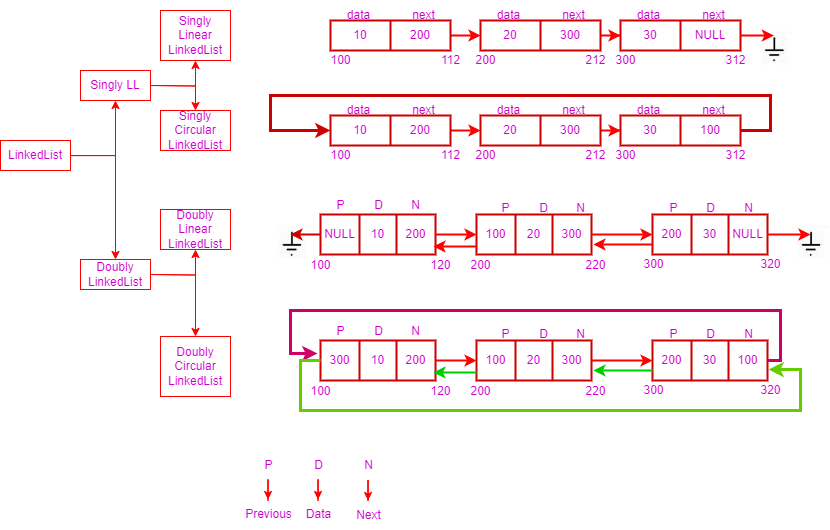 Singly
Linear
LinkedList
data next data next data next
10 200 20 300 30 NULL
100 112 200 212 300 312
Singly LL
Singly
Circular
LinkedList
data next data next data next
10 200 20 300 30 100
100 112 200 212 300 312
LinkedList
Doubly
Linear
LinkedList
P D N P D N P D N
NULL 10 200 100 20 300 200 30 NULL
100 120 200 220 300 320
Doubly
LinkedList
Doubly
Circular
LinkedList
P D N P D N P D N
300 10 200 100 20 300 200 30 100
100 120 200 220 300 320
P D N
Previous Data Next